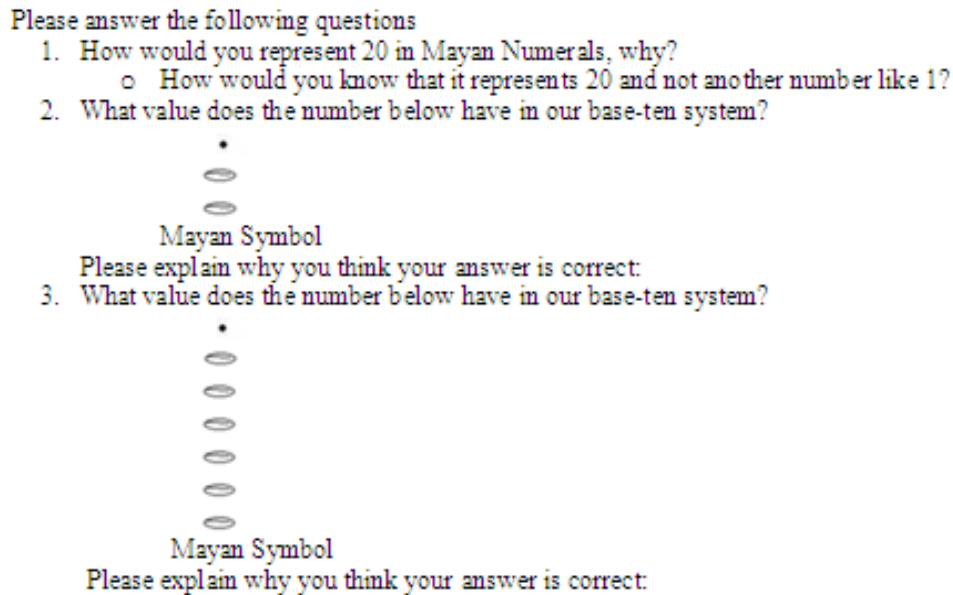 Please answer the following questions
1. How would you represent 20 in Mayan Numerals, why?
o How would you know that it represents 20 and not another number like 1?
2. What value does the number below have in our base-ten system?
Mayan Symbol
Please explain why you think your answer is correct:
3. What value does the number below have in our base-ten system?
Mayan Symbol
Please explain why you think your answer is correct: